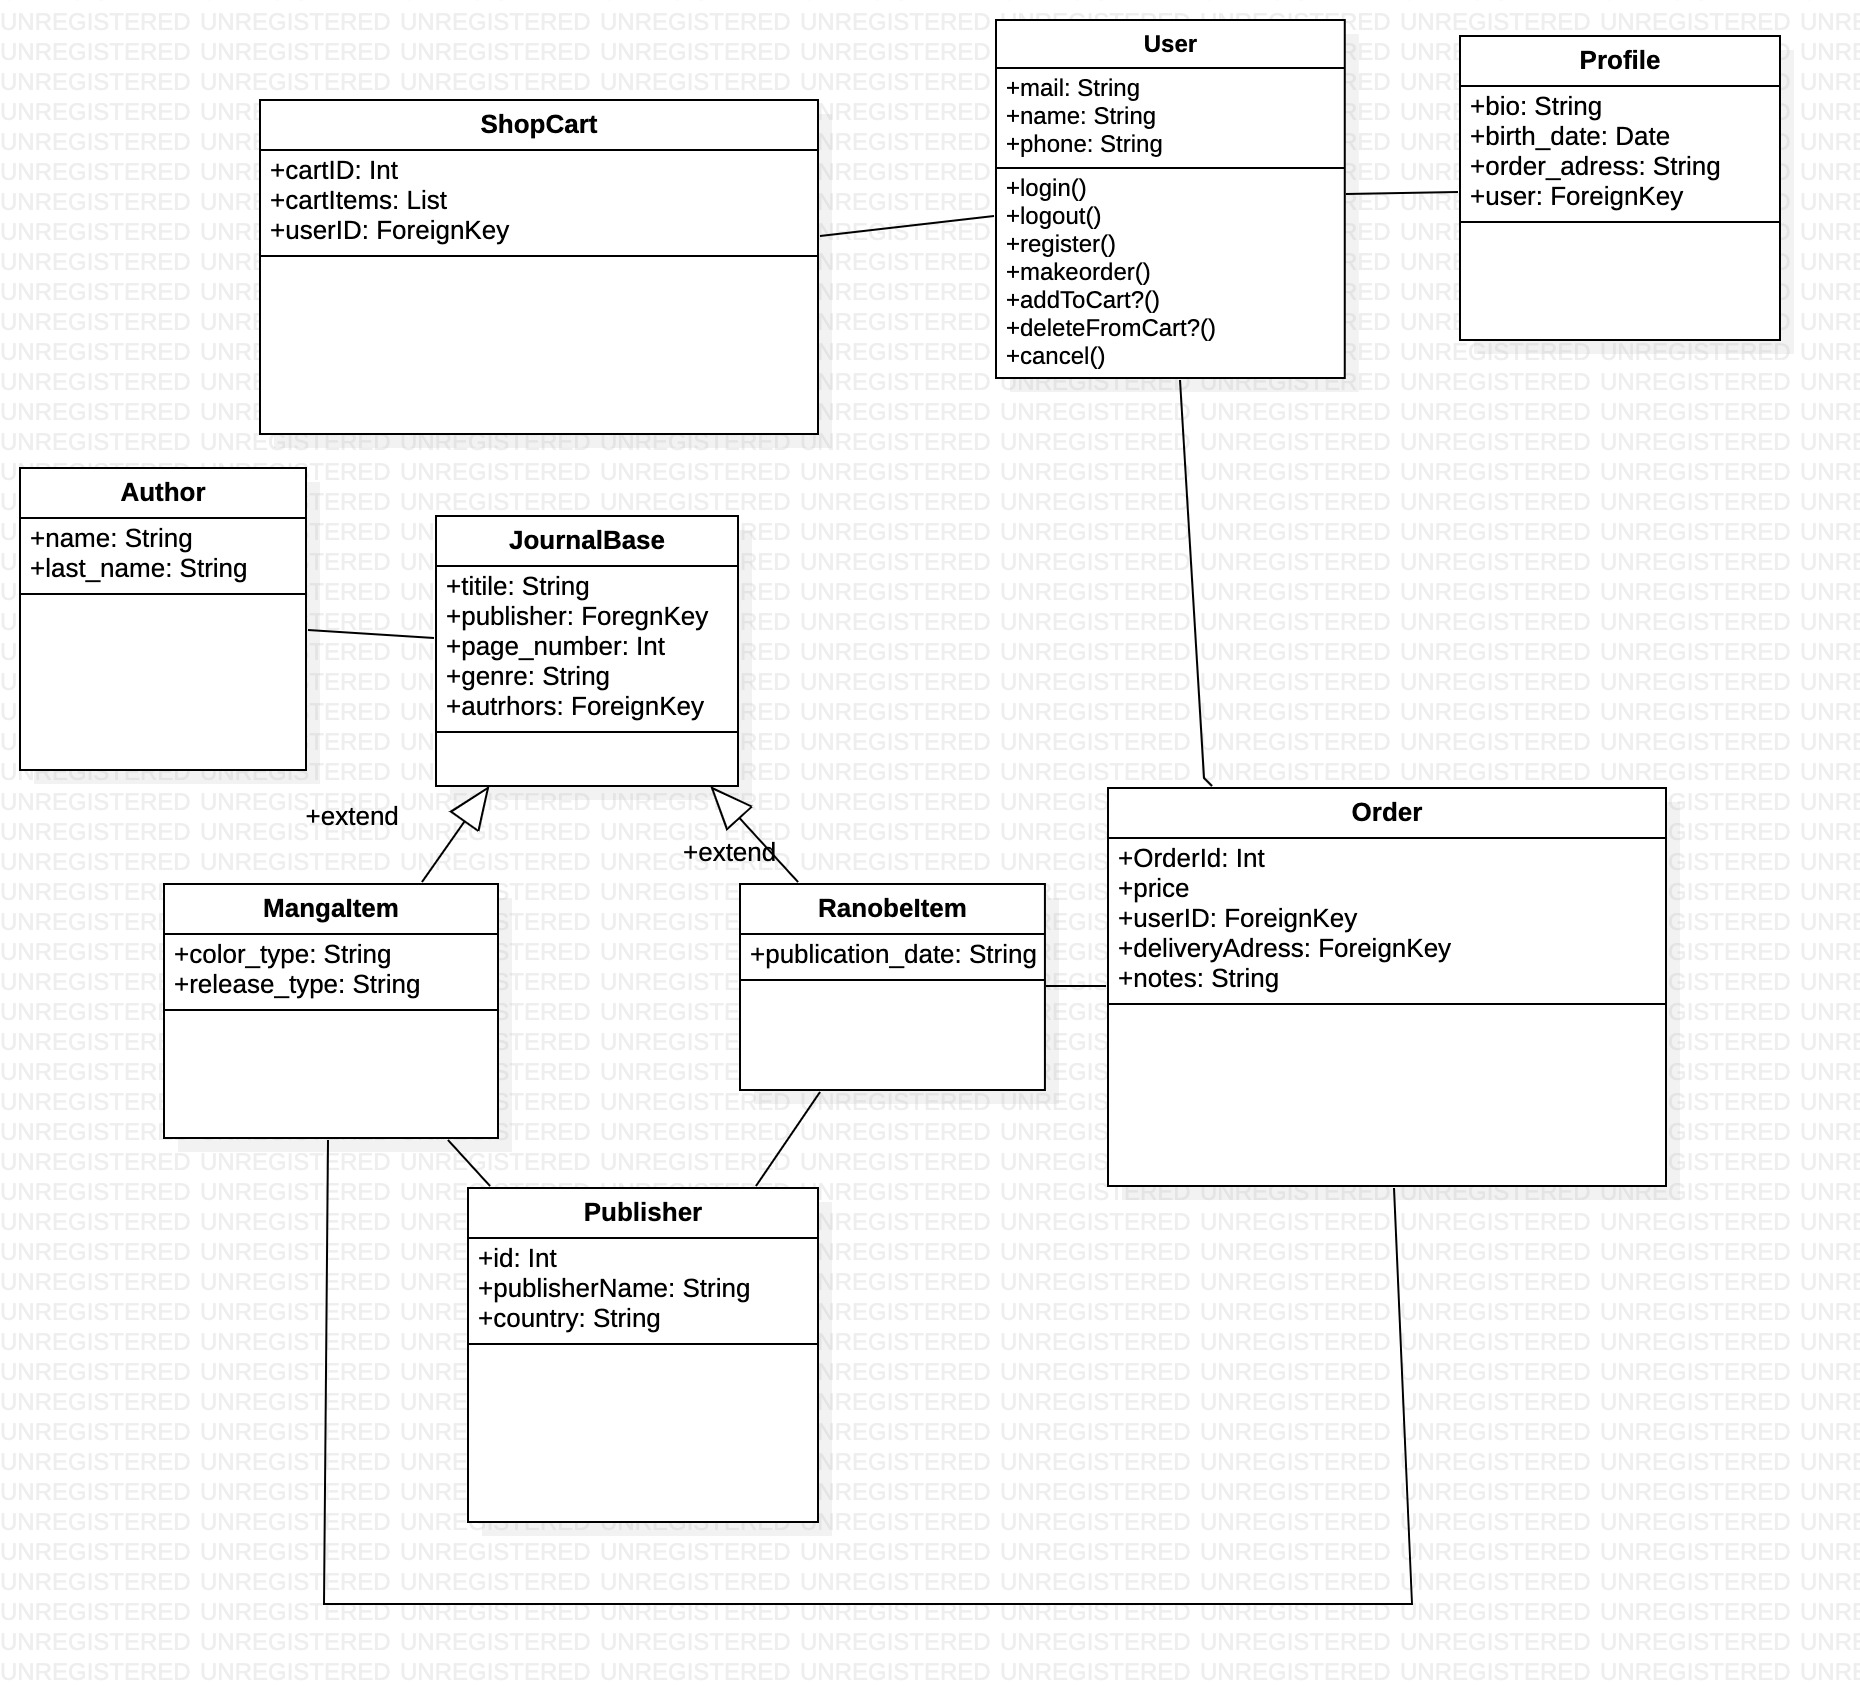 User
+mail: String
+name: String
+phone: String
+login()
+logout()
+register()
+makeorder()
+addToCart?()
+deleteFromCart?()
+cancel()
Profile
+bio: String
+birth_date: Date
+order_adress: String
+user: ForeignKey
ShopCart
+cartID: Int
+cartItems: List
+userID: ForeignKey
Author
+name: String
+last_name: String
JournalBase
+titile: String
+publisher: ForegnKey
+page_number: Int
+genre: String
+autrhors: ForeignKey
+extend
+extend
MangaItem
+color_type: String
+release_type: String
RanobeItem
+publication_date: String
Order
+OrderId: Int
+price
+userID: ForeignKey
+deliveryAdress: ForeignKey
+notes: String
Publisher
+id: Int
+publisherName: String
+country: String
UNREGISTERED